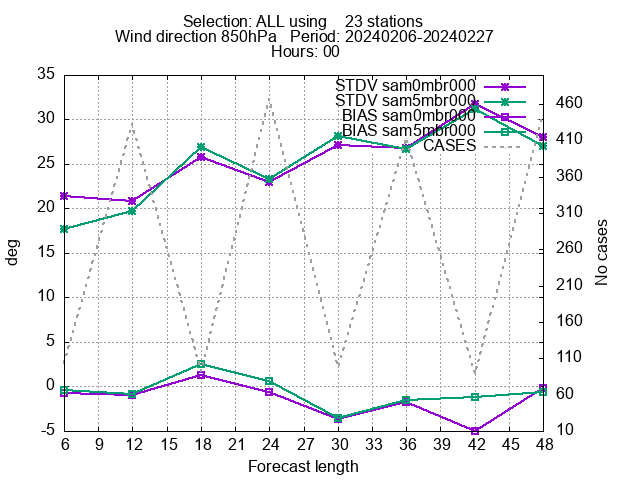 Selection: ALL using    23 stations
Wind direction 850hPa   Period: 20240206-20240227
Hours: 00
STDV sam0mbr000
STDV sam5mbr000
BIAS sam0mbr000
BIAS sam5mbr000
CASES
35
30
25
20
15
10
5
0
-5
deg
460
410
360
310
260
210
160
110
60
10
No cases
6 9 12 15 18 21 24 27 30 33 36 39 42 45 48
Forecast length